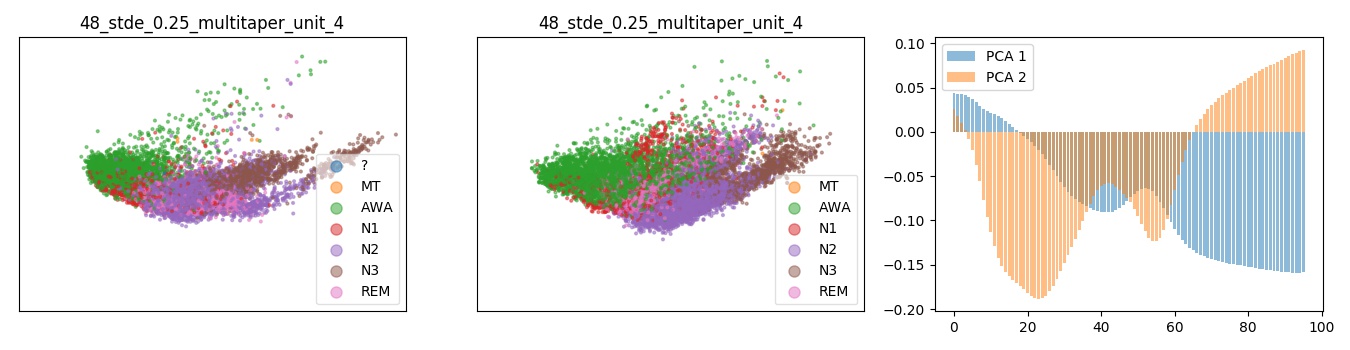 48_stde_0.25_multitaper_unit_4
?
MT
AWA
N1
N2
N3
REM
48_stde_0.25_multitaper_unit_4
MT
AWA
N1
N2
N3
REM
PCA 1
PCA 2
0.10
0.05
0.00
−0.05
−0.10
−0.15
−0.20
0 20 40 60 80 100